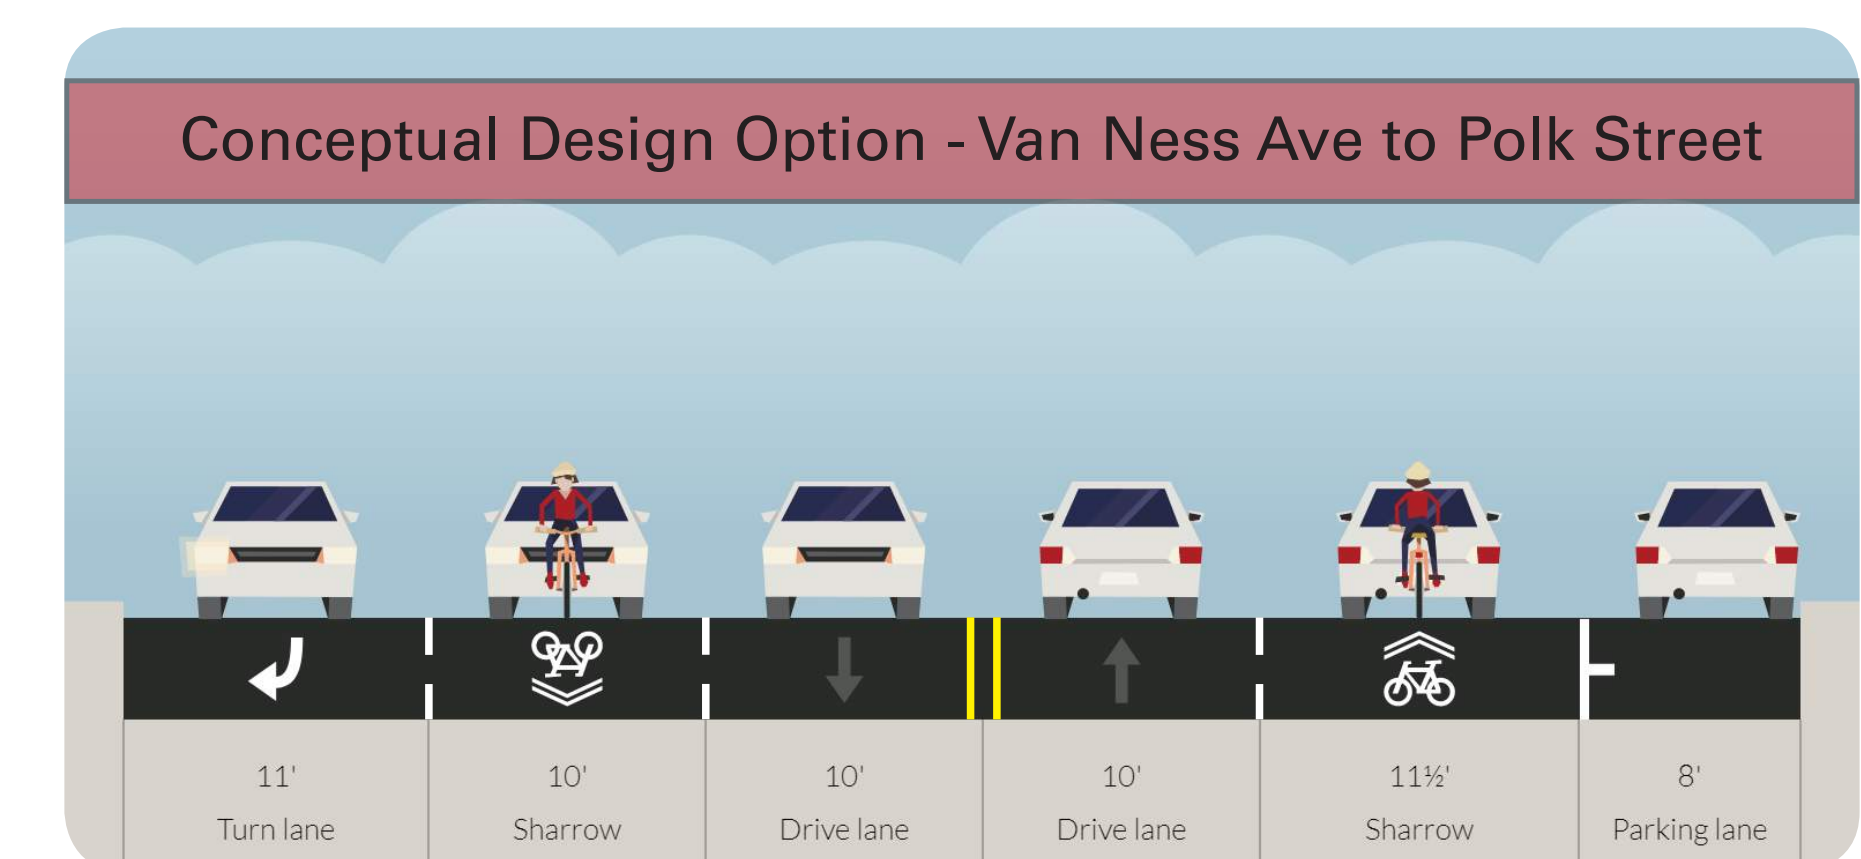 Conceptual Design Option - Van Ness Ave to Polk Street
11' 10' 10' 10' 11½' 8'
Turn lane Sharrow Drive lane Drive lane Sharrow Parking lane